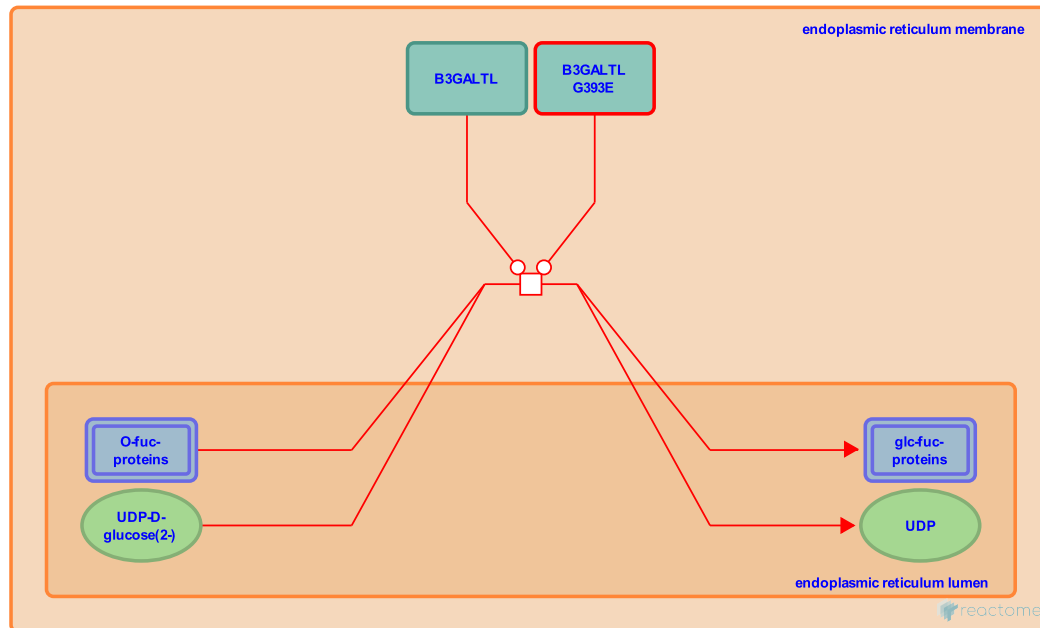 endoplasmic reticulum membrane
B3GALTL
B3GALTL
G393E
O-fuc-
proteins
glc-fuc-
proteins
UDP-D-
glucose(2-)
UDP
endoplasmic reticulum lumen
reactome